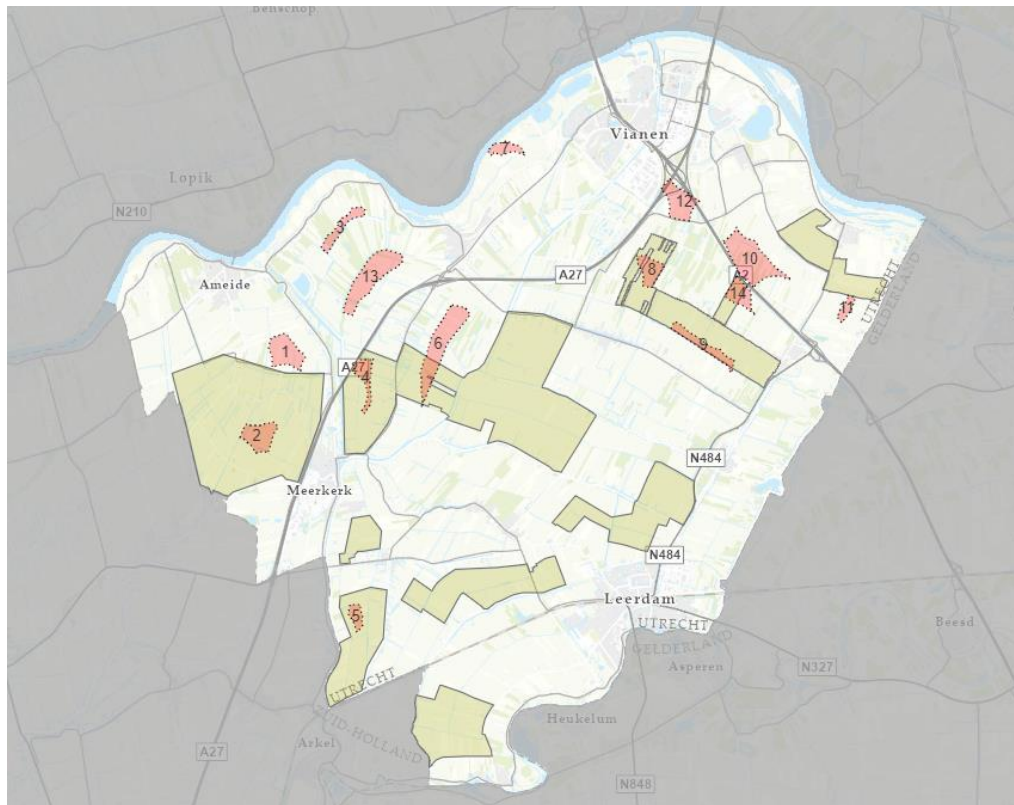 Benschop
Vianen
7
Lopik
N210
12
3
10
13
8
A27
A2
UTRECHT
GELDERLAND
Ameide
14
11
6
9
1
A27
4
7
2
N484
Meerkerk
N484
Leerdam
5
UTRECHT
GELDERLAND
Beesd
Asperen
N327
UTRECHT
ZUID-HOLLAND
Heukelum
Arkel
A27
N848